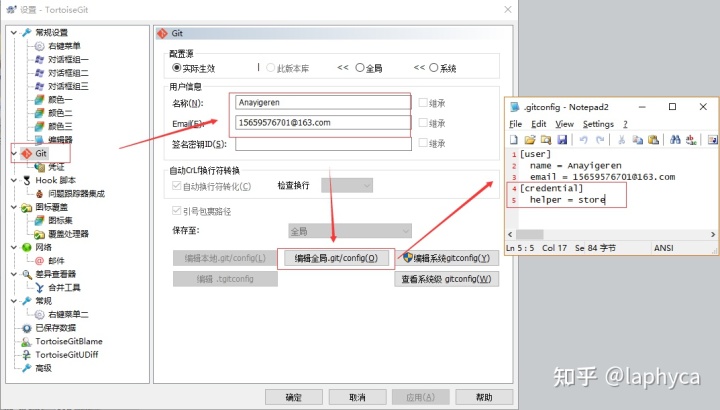 设置 - TortoiseGit
常规设置
右键菜单
对话框组一
对话框组二
对话框组三
颜色一
颜色二
颜色三
编辑器
Git
凭证
Hook 脚本
问题跟踪器集成
图标覆盖
图标集
覆盖处理器
网络
邮件
差异查看器
合并工具
常规
右键菜单二
已保存数据
TortoiseGitBlame
TortoiseGitUDiff
高级
Git
配置源
实际生效 | 此版本库 << 全局 << 系统
用户信息
名称(N): Anayigeren 继承
Email(E): 15659576701@163.com 继承
签名密钥ID(S): 继承
自动CrLf换行符转换
自动换行符转化(C) 检查换行
引号包裹路径
保存至: 全局
编辑本地.git/config(L) 编辑全局.git/config(O) 编辑系统gitconfig(Y)
编辑 .tgitconfig 查看系统级 gitconfig(W)
确定 取消 应用(A) 帮助
.gitconfig - Notepad2
File Edit View Settings ?
1 [user]
2 name = Anayigeren
3 email = 15659576701@163.com
4 [credential]
5 helper = store
Ln 5 : 5 Col 17 Sel 84 字节 ANSI
知乎 @laphyca